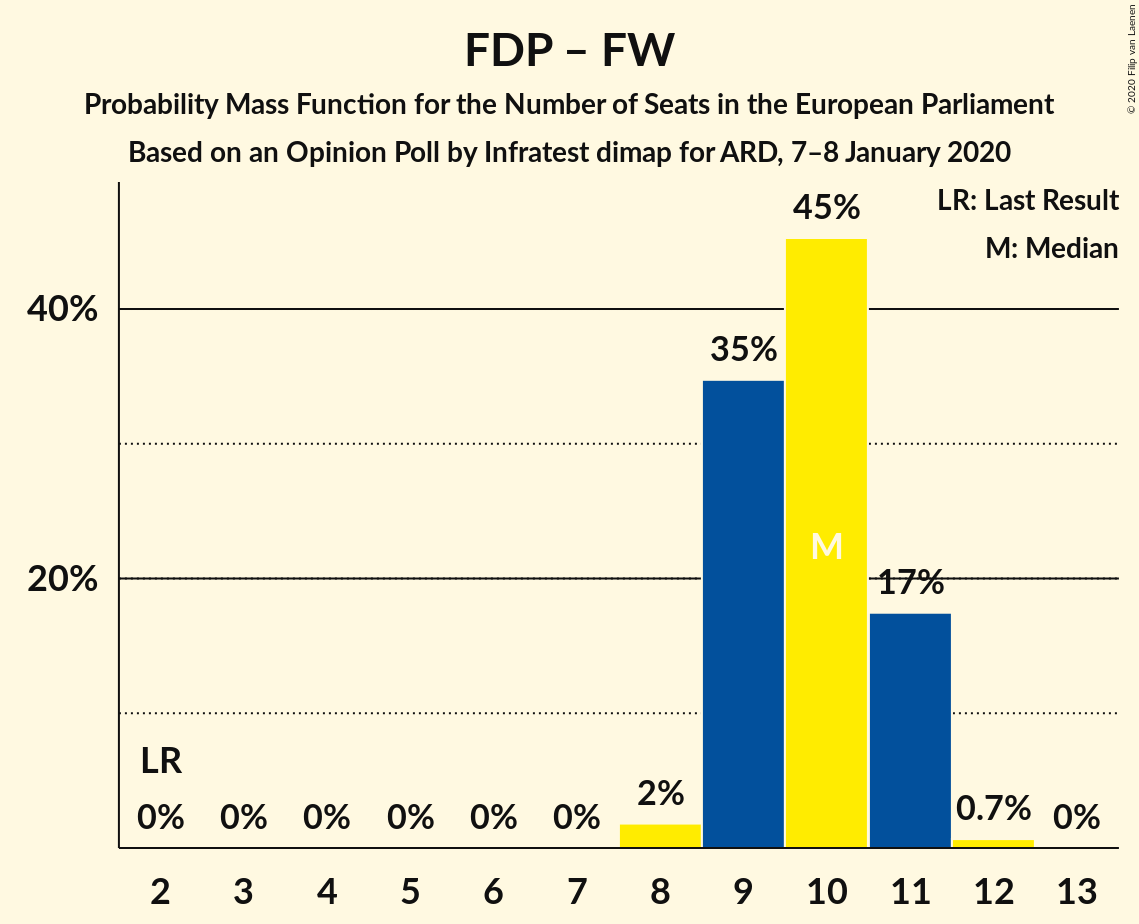 FDP – FW
Probability Mass Function for the Number of Seats in the European Parliament
Based on an Opinion Poll by Infratest dimap for ARD, 7–8 January 2020
© 2020 Filip van Laenen
LR: Last Result
M: Median
45%
40%
35%
M
20%
17%
LR
0% 0% 0% 0% 0% 0% 2% 0.7% 0%
2 3 4 5 6 7 8 9 10 11 12 13